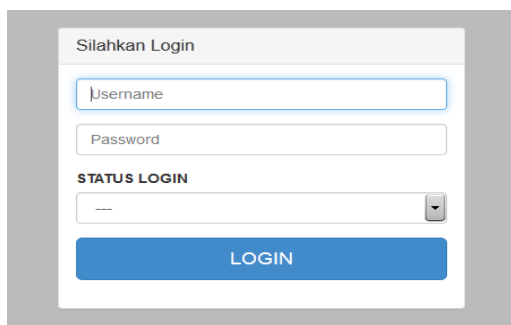 Silahkan Login
Username
Password
STATUS LOGIN
---
LOGIN